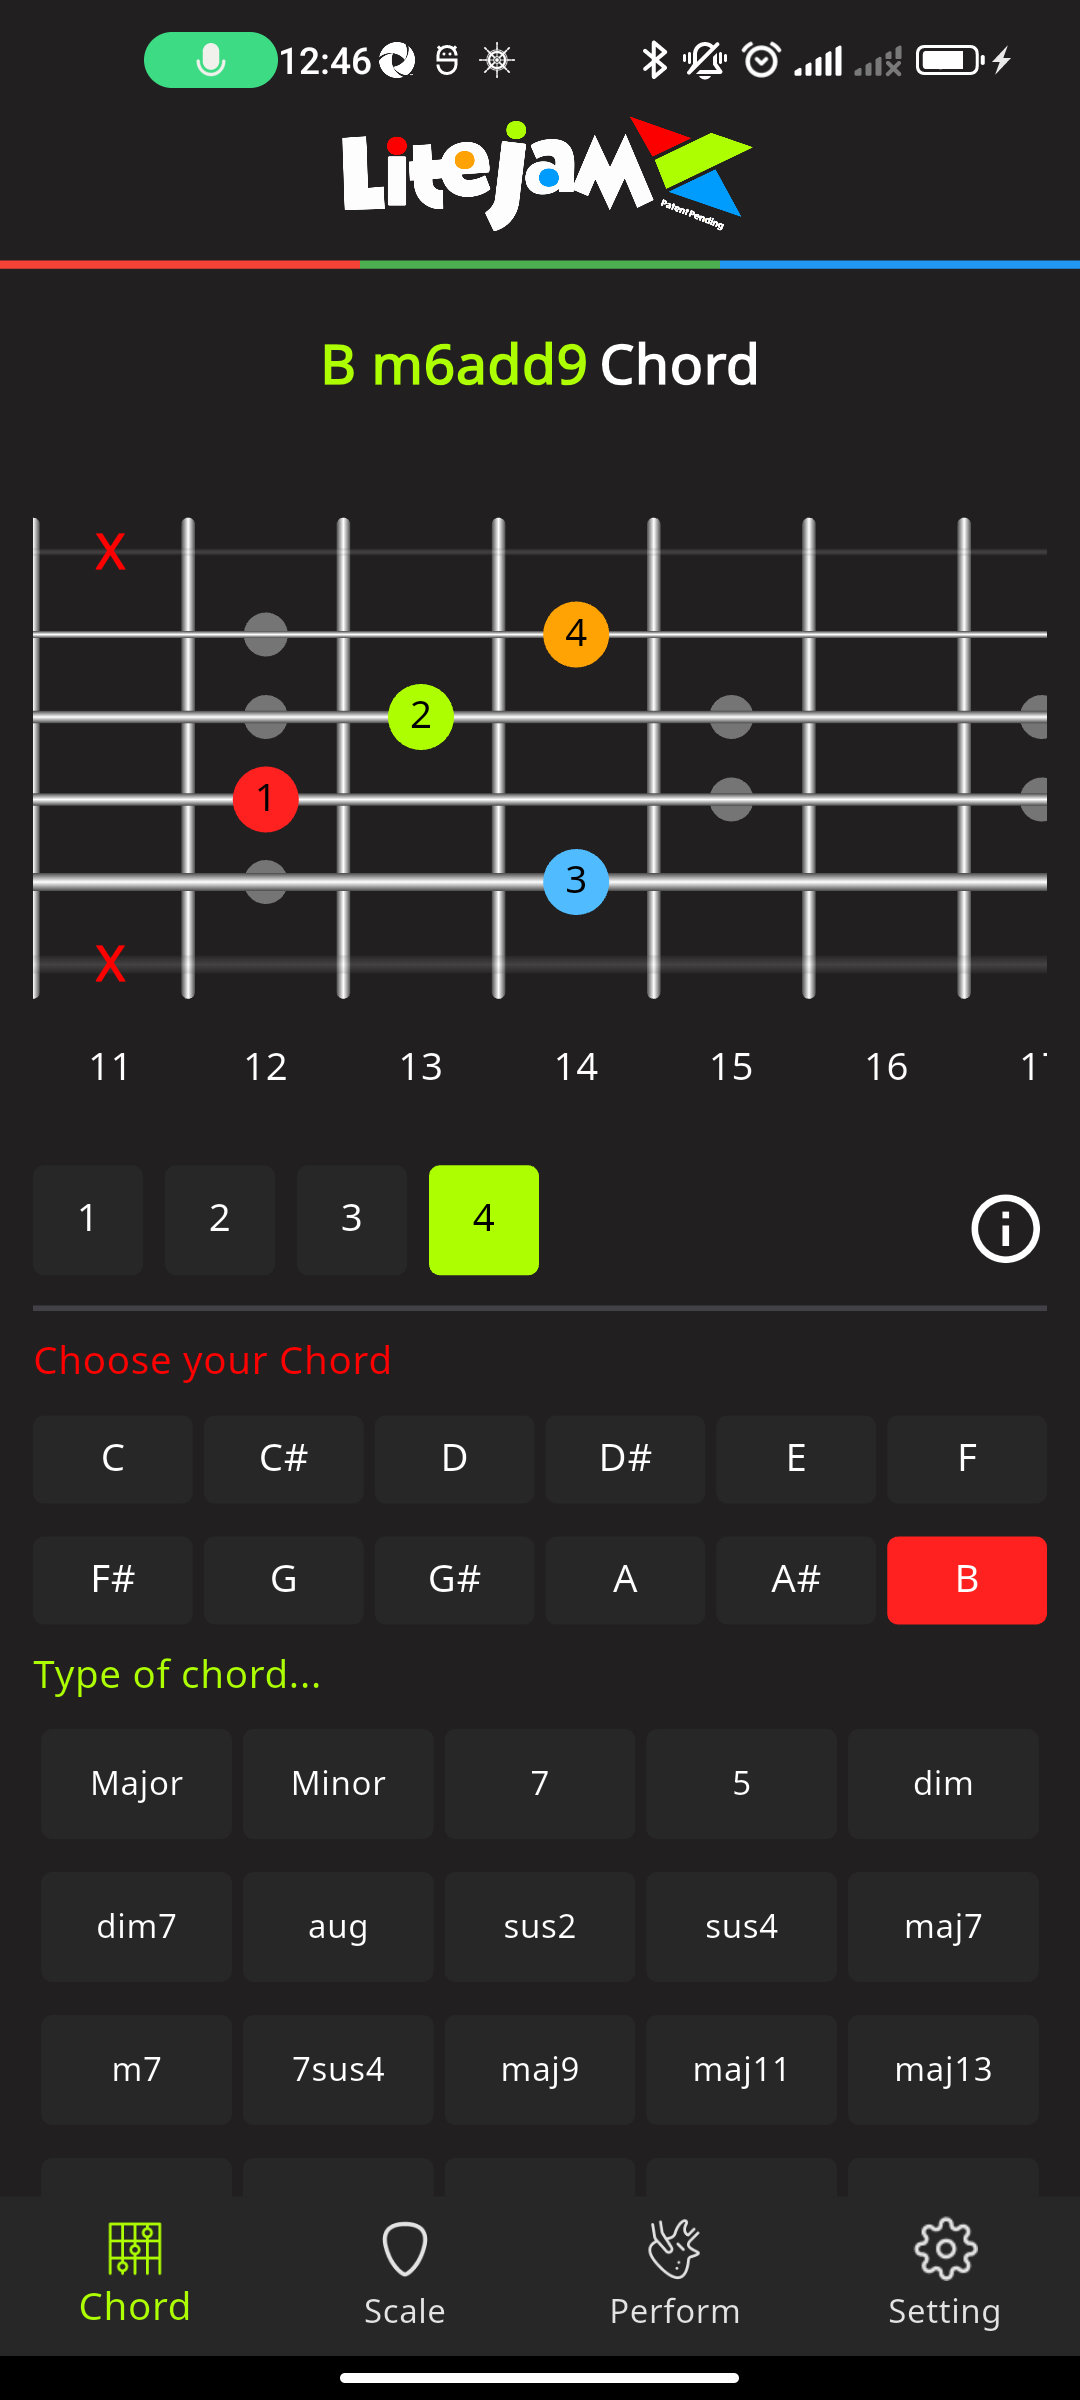 12:46
Litejam
Patent Pending
B m6add9 Chord
X
4
2
1
3
X
11 12 13 14 15 16
1 2 3 4
Choose your Chord
C C# D D# E F
F# G G# A A# B
Type of chord...
Major Minor 7 5 dim
dim7 aug sus2 sus4 maj7
m7 7sus4 maj9 maj11 maj13
Chord Scale Perform Setting